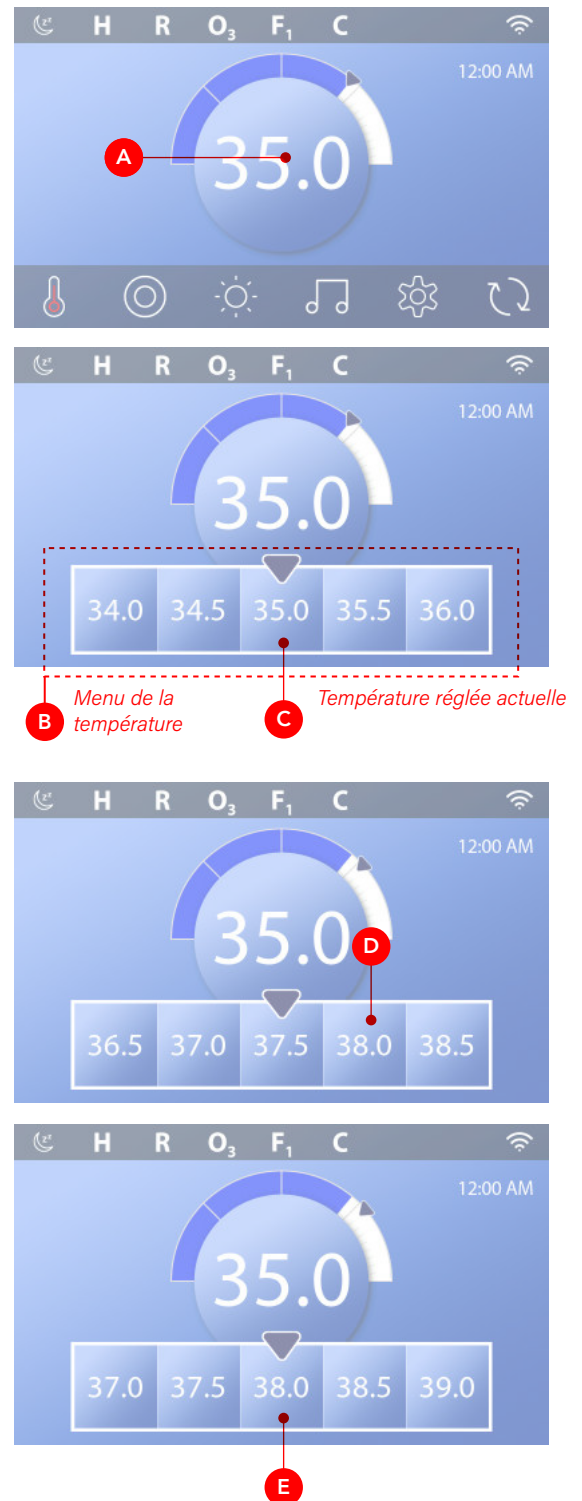 H R O₃ F₁ C
12:00 AM
A
35.0
H R O₃ F₁ C
12:00 AM
35.0
34.0 34.5 35.0 35.5 36.0
B
Menu de la
température
C
Température réglée actuelle
H R O₃ F₁ C
12:00 AM
35.0
D
36.5 37.0 37.5 38.0 38.5
H R O₃ F₁ C
12:00 AM
35.0
37.0 37.5 38.0 38.5 39.0
E